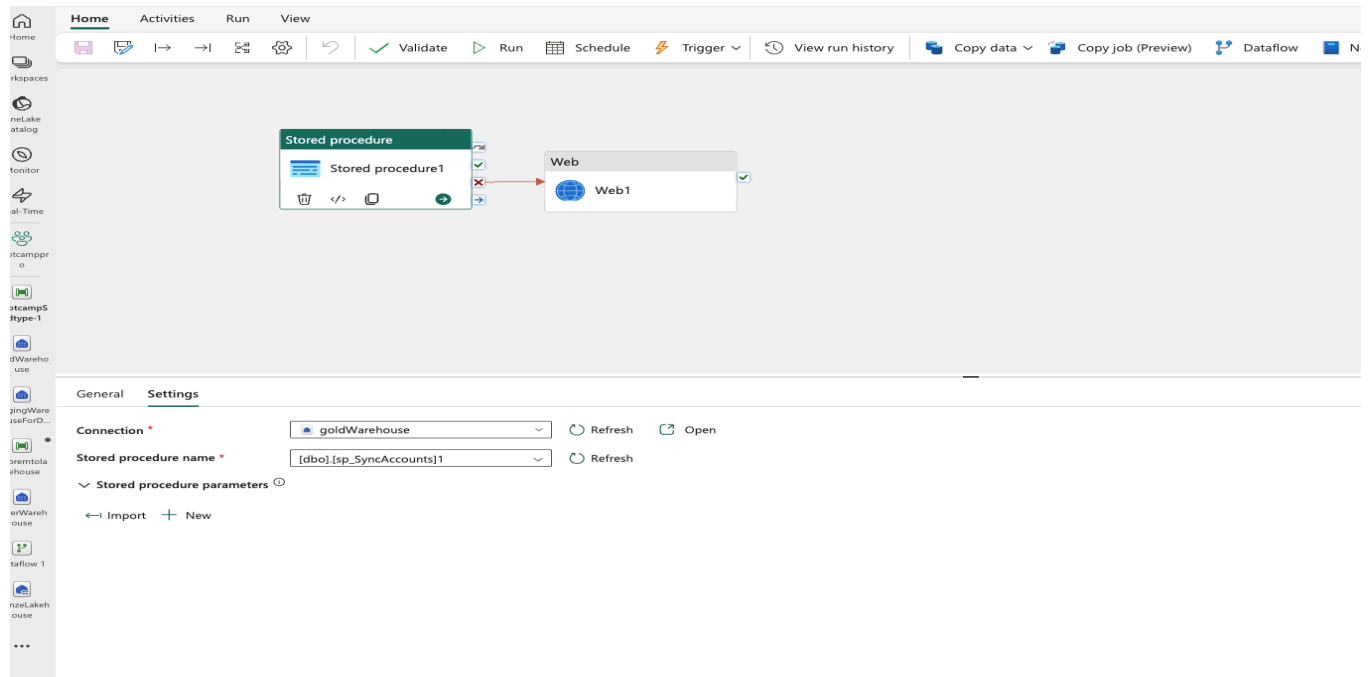 Home Activities Run View
Validate Run Schedule Trigger View run history Copy data Copy job (Preview) Dataflow
Home
rkspaces
neLake
atalog
onitor
al-Time
otcamppr
o
otcampS
dtype-1
dWareho
use
gingWare
useForD...
oremtola
ehouse
erWareh
ouse
taflow 1
nzeLakeh
ouse
Stored procedure
Stored procedure1
Web
Web1
General Settings
Connection * goldWarehouse Refresh Open
Stored procedure name * [dbo].[sp_SyncAccounts]1 Refresh
Stored procedure parameters
Import New